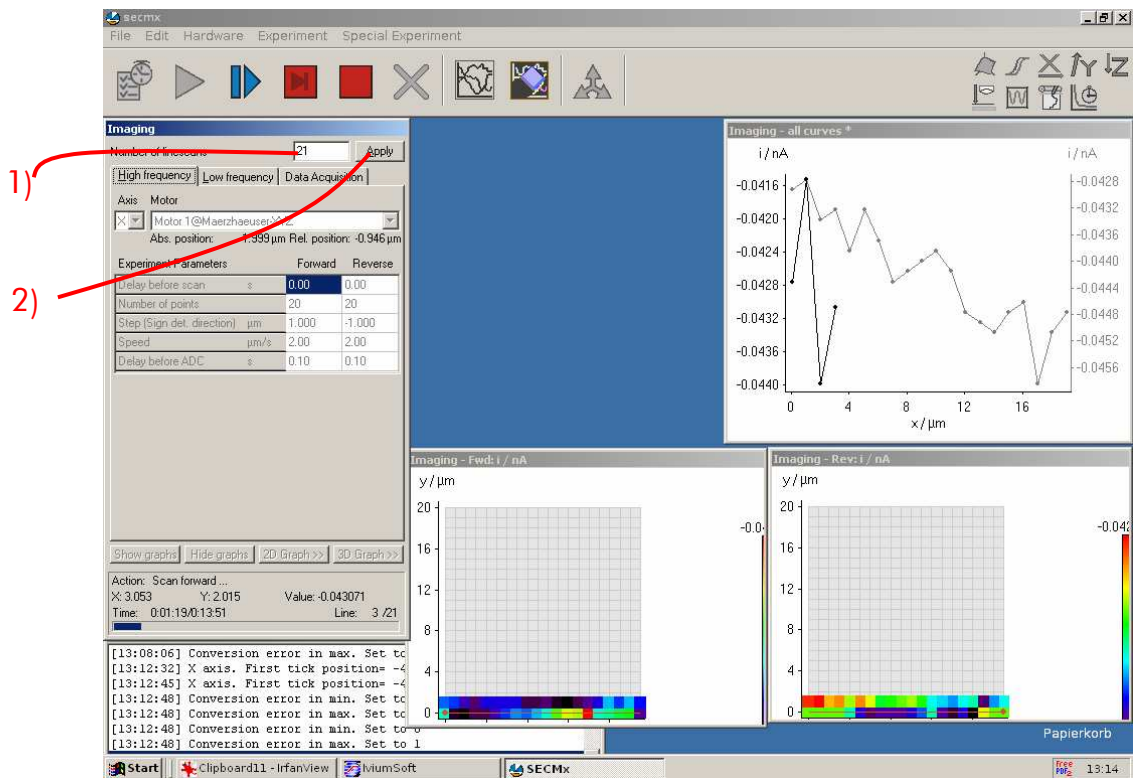 secmx
File Edit Hardware Experiment Special Experiment
Imaging
Number of linescans 21 Apply
1)
High frequency Low frequency Data Acquisition
Axis Motor
X Motor 1@Maerzhaeuser
Abs. position: 1.999 µm Rel. position: -0.946 µm
Experiment Parameters Forward Reverse
Delay before scan s 0.00 0.00
2)
Number of points 20 20
Step (Sign det. direction) µm 1.000 -1.000
Speed µm/s 2.00 2.00
Delay before ADC s 0.10 0.10
Show graphs Hide graphs 2D Graph >> 3D Graph >>
Action: Scan forward ...
X: 3.053 Y: 2.015 Value: -0.043071
Time: 0:01:19/0:13:51 Line: 3 /21
[13:08:06] Conversion error in max. Set to
[13:12:32] X axis. First tick position= -4
[13:12:45] X axis. First tick position= -4
[13:12:48] Conversion error in min. Set to
[13:12:48] Conversion error in max. Set to
[13:12:48] Conversion error in min. Set to 0
[13:12:48] Conversion error in max. Set to 1
Imaging - all curves *
i / nA i / nA
-0.0416 -0.0428
-0.0420 -0.0432
-0.0424 -0.0436
-0.0428 -0.0440
-0.0432 -0.0444
-0.0436 -0.0448
-0.0440 -0.0452
-0.0456
0 4 8 12 16
x / µm
Imaging - Fwd: i / nA
y / µm
20
16
12
8
4
0
-0.0
Imaging - Rev: i / nA
y / µm
20
16
12
8
4
0
-0.042
Papierkorb
Start Clipboard11 - IrfanView IviumSoft SECMx Free PDF 13:14